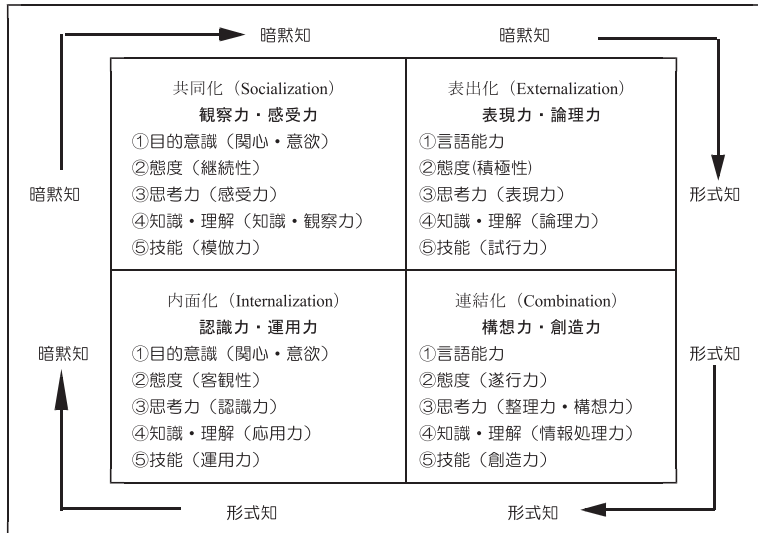 暗黙知
暗黙知
共同化（Socialization）
観察力・感受力
①目的意識（関心・意欲）
②態度（継続性）
③思考力（感受力）
④知識・理解（知識・観察力）
⑤技能（模倣力）
表出化（Externalization）
表現力・論理力
①言語能力
②態度(積極性)
③思考力（表現力）
④知識・理解（論理力）
⑤技能（試行力）
暗黙知
形式知
内面化（Internalization）
認識力・運用力
①目的意識（関心・意欲）
②態度（客観性）
③思考力（認識力）
④知識・理解（応用力）
⑤技能（運用力）
連結化（Combination）
構想力・創造力
①言語能力
②態度（遂行力）
③思考力（整理力・構想力）
④知識・理解（情報処理力）
⑤技能（創造力）
暗黙知
形式知
形式知
形式知